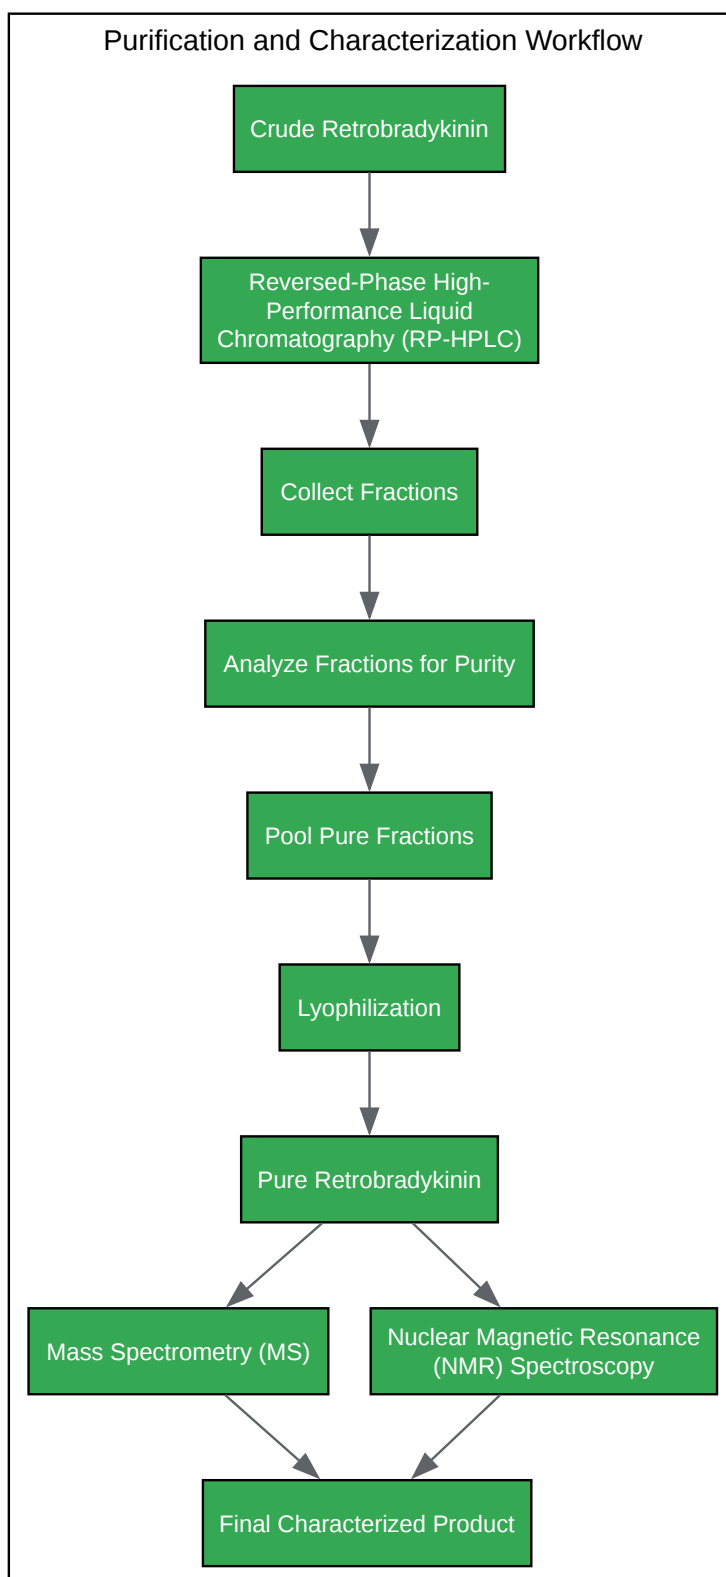 Purification and Characterization Workflow
Crude Retrobradykinin
Reversed-Phase High-
Performance Liquid
Chromatography (RP-HPLC)
Collect Fractions
Analyze Fractions for Purity
Pool Pure Fractions
Lyophilization
Pure Retrobradykinin
Mass Spectrometry (MS)
Nuclear Magnetic Resonance
(NMR) Spectroscopy
Final Characterized Product